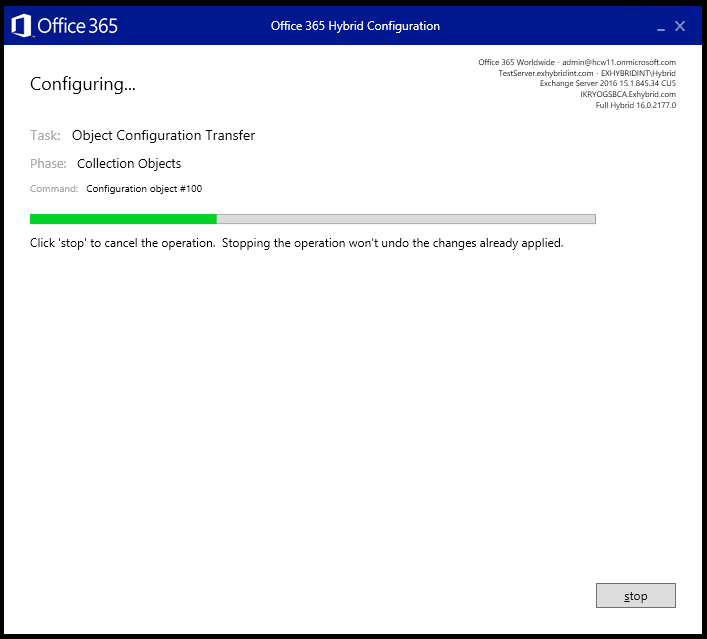 Office 365
Office 365 Hybrid Configuration
Office 365 Worldwide - admin@hcw11.onmicrosoft.com
TestServer.exhybridint.com - EXHYBRIDINT\Hybrid
Exchange Server 2016 15.1.845.34 CU5
IKRYOGSBCA.Exhybrid.com
Full Hybrid 16.0.2177.0
Configuring...
Task: Object Configuration Transfer
Phase: Collection Objects
Command: Configuration object #100
Click 'stop' to cancel the operation. Stopping the operation won't undo the changes already applied.
stop